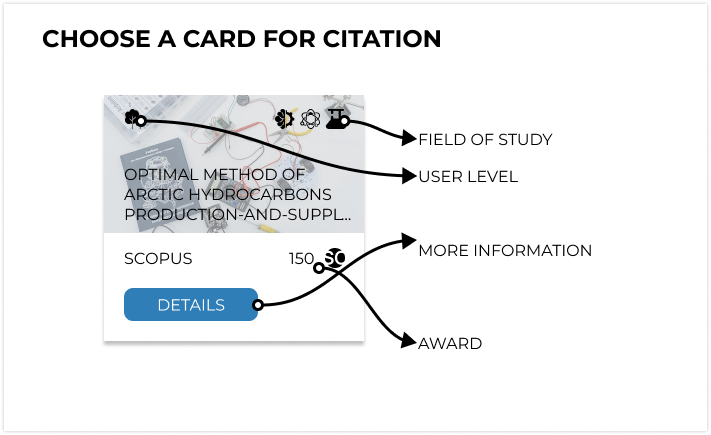 CHOOSE A CARD FOR CITATION
FIELD OF STUDY
USER LEVEL
OPTIMAL METHOD OF
ARCTIC HYDROCARBONS
PRODUCTION-AND-SUPPL...
MORE INFORMATION
SCOPUS 150 SC
DETAILS
AWARD